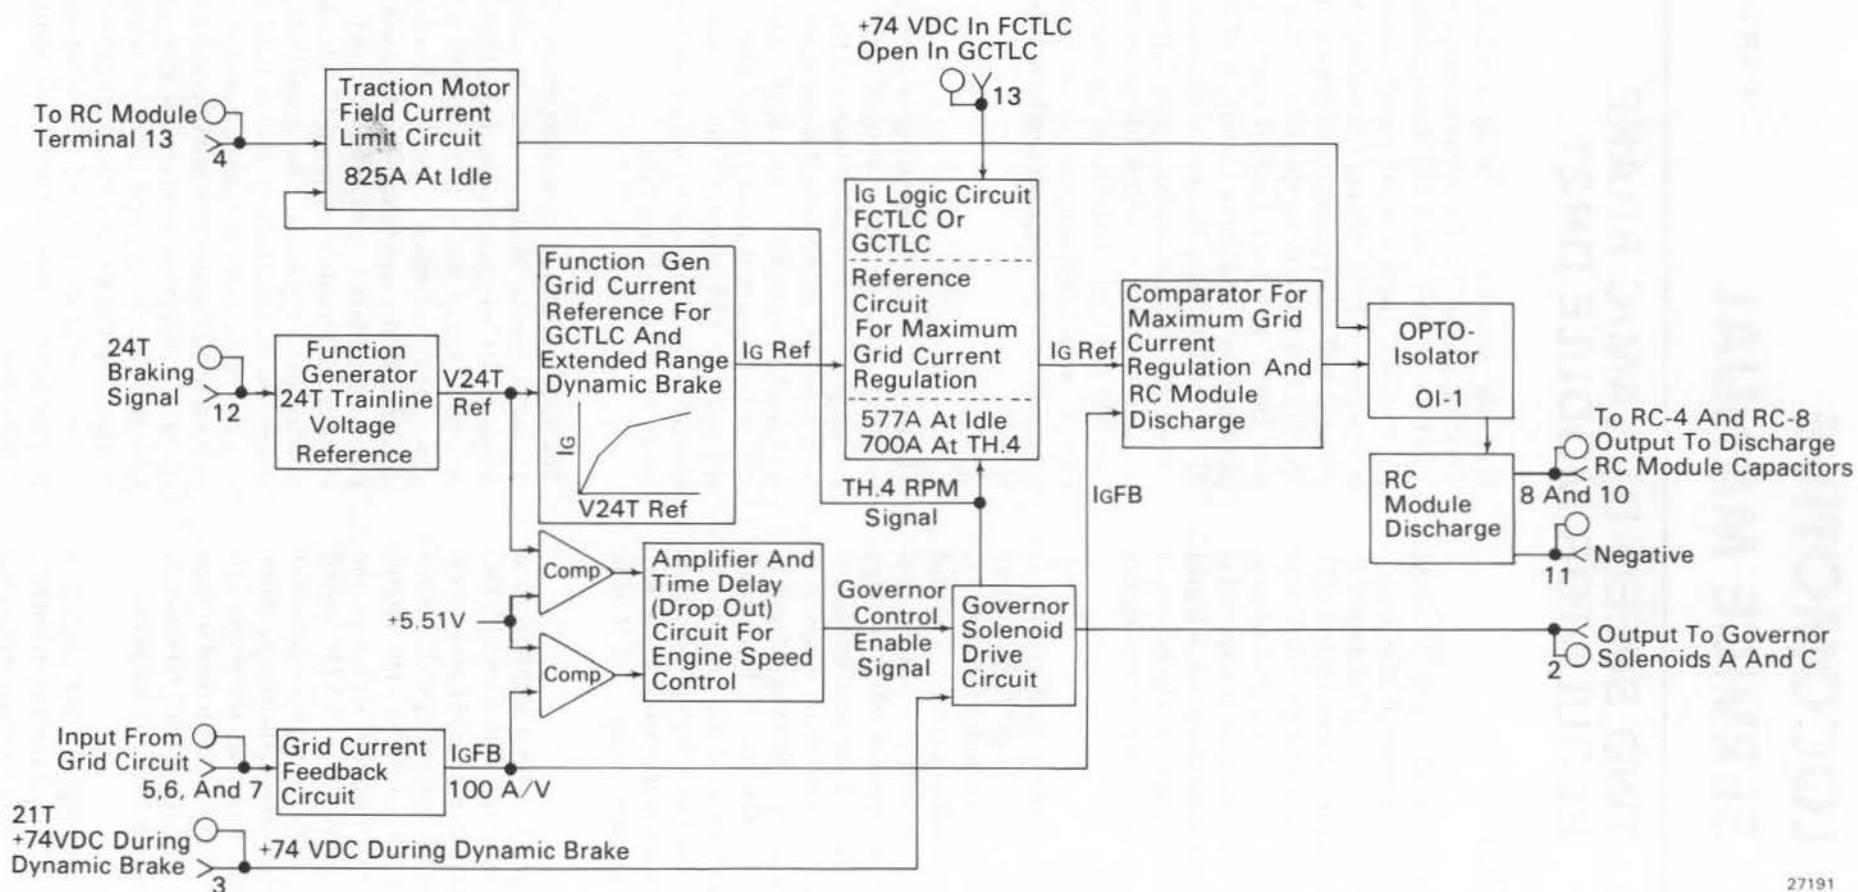 +74 VDC In FCTLC
Open In GCTLC
13
To RC Module
Terminal 13
4
Traction Motor
Field Current
Limit Circuit
825A At Idle
IG Logic Circuit
FCTLC Or
GCTLC
Reference
Circuit
For Maximum
Grid Current
Regulation
577A At Idle
700A At TH.4
Function Gen
Grid Current
Reference For
GCTLC And
Extended Range
Dynamic Brake
IG
V24T Ref
IG Ref
IG Ref
Comparator For
Maximum Grid
Current
Regulation And
RC Module
Discharge
OPTO-
Isolator
OI-1
24T
Braking
Signal
12
Function
Generator
24T Trainline
Voltage
Reference
V24T
Ref
To RC-4 And RC-8
Output To Discharge
RC Module Capacitors
8 And 10
RC
Module
Discharge
Negative
11
TH.4 RPM
Signal
IGFB
Comp
+5.51V
Comp
Amplifier And
Time Delay
(Drop Out)
Circuit For
Engine Speed
Control
Governor
Control
Enable
Signal
Governor
Solenoid
Drive
Circuit
Output To Governor
Solenoids A And C
2
Input From
Grid Circuit
5,6, And 7
Grid Current
Feedback
Circuit
IGFB
100 A/V
21T
+74VDC During
Dynamic Brake
3
+74 VDC During Dynamic Brake
27191